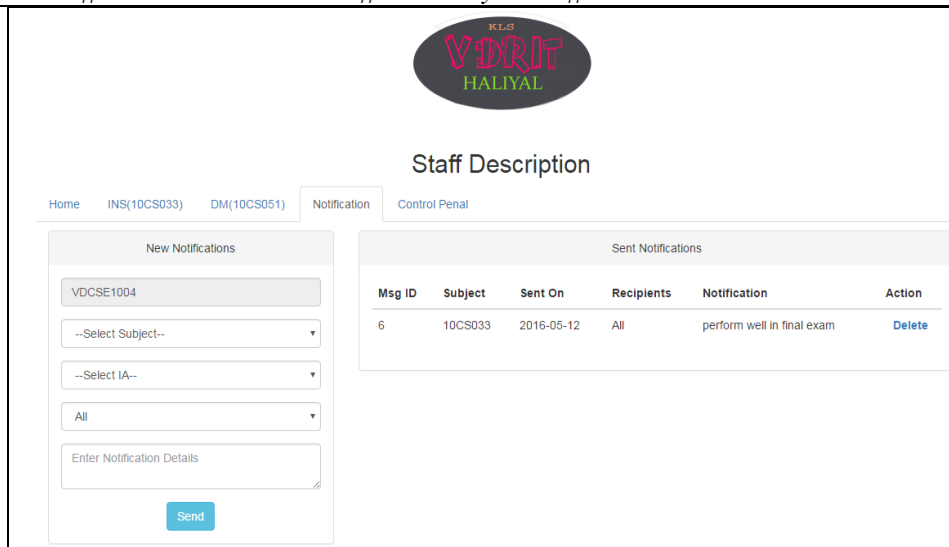 KLS
VDRIT
HALIYAL
Staff Description
Home INS(10CS033) DM(10CS051) Notification Control Penal
New Notifications
VDCSE1004
--Select Subject--
--Select IA--
All
Enter Notification Details
Send
Sent Notifications
Msg ID Subject Sent On Recipients Notification Action
6 10CS033 2016-05-12 All perform well in final exam Delete